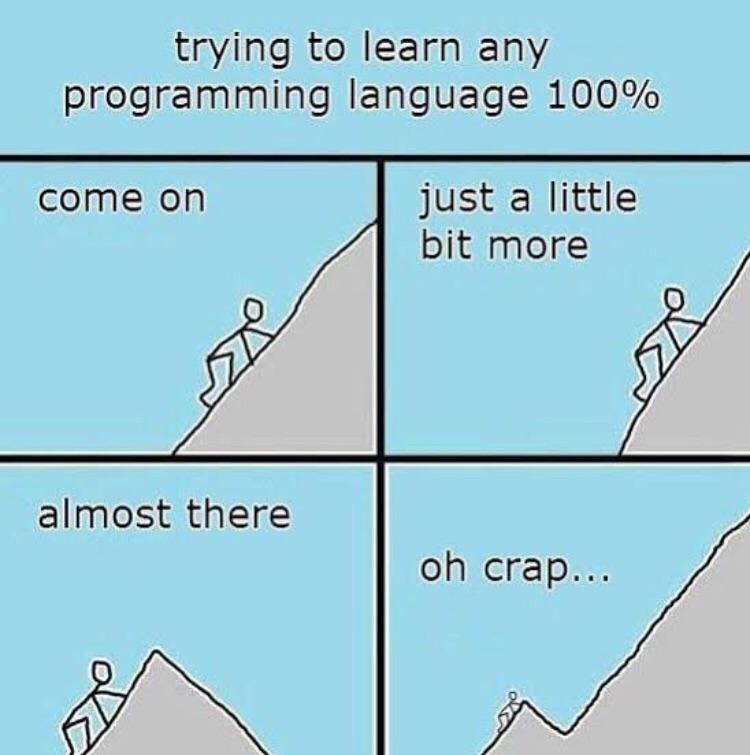 trying to learn any
programming language 100%
come on
just a little
bit more
almost there
oh crap...